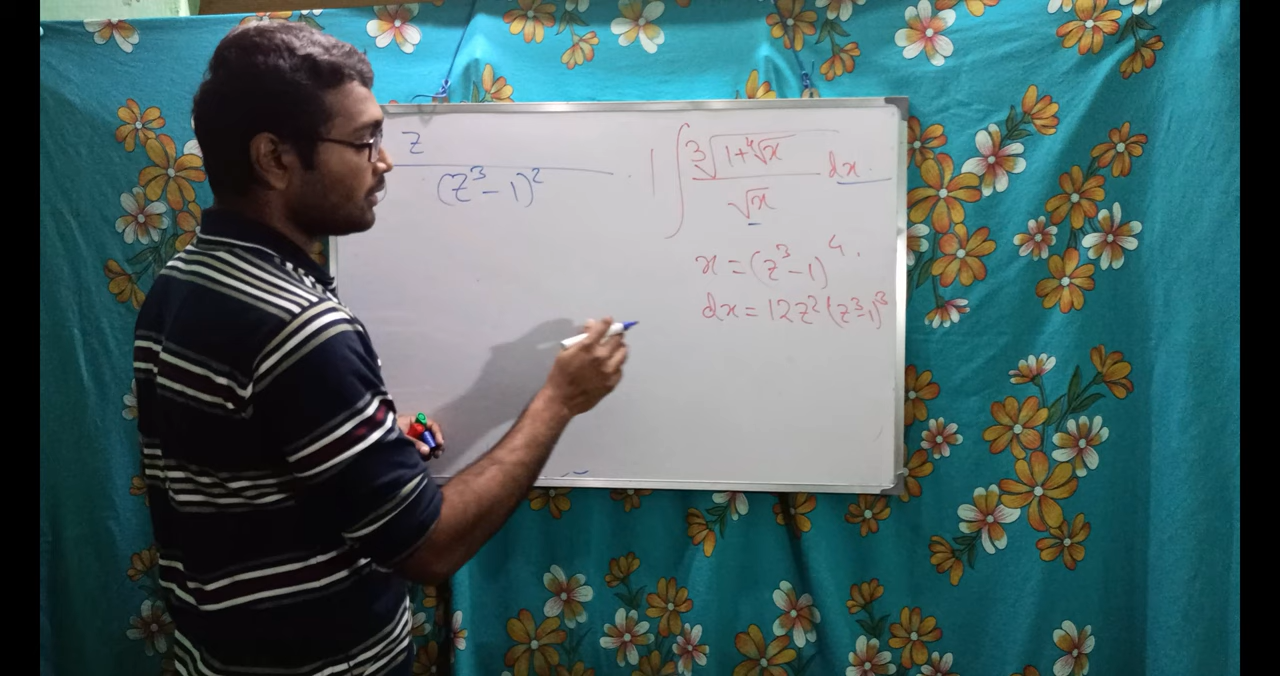 z
(z³-1)²
∫ ∛(1+∜x)
dx
√x
x = (z³-1)⁴.
dx = 12z²(z³-1)³